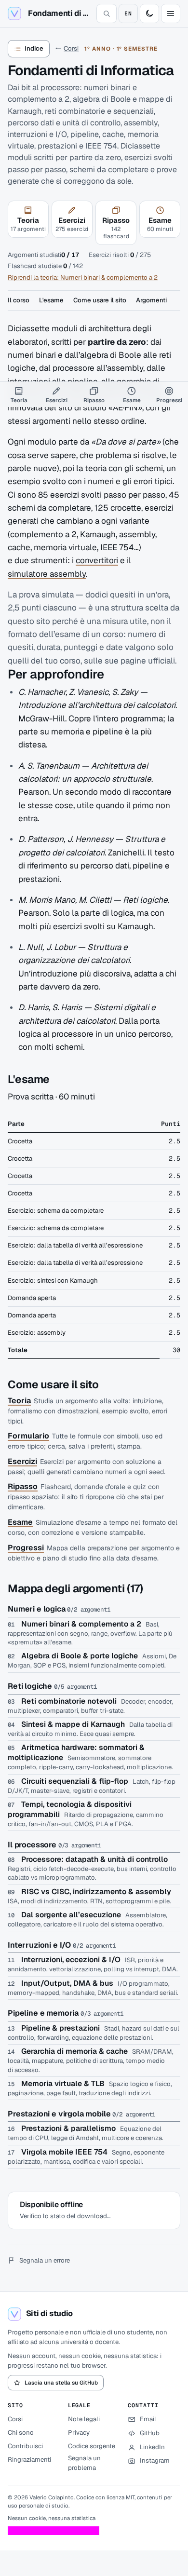 Fondamenti di ...
EN
Indice
← Corsi
1º ANNO · 1º SEMESTRE
Fondamenti di Informatica
Dal bit al processore: numeri binari e
complemento a 2, algebra di Boole e mappe
di Karnaugh, reti combinatorie e sequenziali,
percorso dati e unità di controllo, assembly,
interruzioni e I/O, pipeline, cache, memoria
virtuale, prestazioni e IEEE 754. Diciassette
moduli scritti per partire da zero, esercizi per
passo, simulatore assembly completo e prove
generate che si correggono da sole.
Teoria
17 argomenti
Esercizi
275 esercizi
Ripasso
142
flashcard
Esame
60 minuti
Argomenti studiati 0 / 17
Esercizi risolti 0 / 275
Flashcard studiate 0 / 142
Riprendi la teoria: Numeri binari & complemento a 2
Il corso
L'esame
Come usare il sito
Argomenti
Diciassette moduli di architettura degli
elaboratori, scritti per partire da zero: dai
numeri binari e dall'algebra di Boole alle reti
logiche, dal processore all'assembly, dalle
Teoria
Esercizi
Ripasso
Esame
Progressi
segni argomenti nello stesso ordine.
Ogni modulo parte da «Da dove si parte» (che
cosa devi sapere, che problema si risolve, le
parole nuove), poi la teoria con gli schemi, un
esempio svolto con i numeri e gli errori tipici.
Ci sono 85 esercizi svolti passo per passo, 45
schemi da completare, 125 crocette, esercizi
generati che cambiano a ogni variante
(complemento a 2, Karnaugh, assembly,
cache, memoria virtuale, IEEE 754…)
e due strumenti: i convertitori e il
simulatore assembly.
La prova simulata — dodici quesiti in un'ora,
2,5 punti ciascuno — è una struttura scelta da
questo sito perché è una misura utile, non il
formato ufficiale di un corso: numero di
quesiti, durata, punteggi e date valgono solo
quelli del tuo corso, sulle sue pagine ufficiali.
Per approfondire
• C. Hamacher, Z. Vranesic, S. Zaky —
Introduzione all'architettura dei calcolatori.
McGraw-Hill. Copre l'intero programma; il
suo su memoria e pipeline è la più
distesa.
• A. S. Tanenbaum — Architettura dei
calcolatori: un approccio strutturale.
Pearson. Un secondo modo di raccontare
le stesse cose, utile quando il primo non
entra.
• D. Patterson, J. Hennessy — Struttura e
progetto dei calcolatori. Zanichelli. Il testo
di riferimento su percorso dati, pipeline e
prestazioni.
• M. Morris Mano, M. Ciletti — Reti logiche.
Pearson. Solo la parte di logica, ma con
molti più esercizi svolti su Karnaugh.
• L. Null, J. Lobur — Struttura e
organizzazione dei calcolatori.
Un'introduzione più discorsiva, adatta a chi
parte davvero da zero.
• D. Harris, S. Harris — Sistemi digitali e
architettura dei calcolatori. Dalla porta
logica al processore in un unico percorso,
con molti schemi.
L'esame
Prova scritta · 60 minuti
Parte Punti
Crocetta 2.5
Crocetta 2.5
Crocetta 2.5
Crocetta 2.5
Esercizio: schema da completare 2.5
Esercizio: schema da completare 2.5
Esercizio: dalla tabella di verità all'espressione 2.5
Esercizio: dalla tabella di verità all'espressione 2.5
Esercizio: sintesi con Karnaugh 2.5
Domanda aperta 2.5
Domanda aperta 2.5
Esercizio: assembly 2.5
Totale 30
Come usare il sito
Teoria Studia un argomento alla volta: intuizione,
formalismo con dimostrazioni, esempio svolto, errori
tipici.
Formulario Tutte le formule con simboli, uso ed
errore tipico; cerca, salva i preferiti, stampa.
Esercizi Esercizi per argomento con soluzione a
passi; quelli generati cambiano numeri a ogni seed.
Ripasso Flashcard, domande d'orale e quiz con
ripasso spaziato: il sito ti ripropone ciò che stai per
dimenticare.
Esame Simulazione d'esame a tempo nel formato del
corso, con correzione e versione stampabile.
Progressi Mappa della preparazione per argomento e
obiettivo e piano di studio fino alla data d'esame.
Mappa degli argomenti (17)
Numeri e logica 0/2 argomenti
01 Numeri binari & complemento a 2 Basi,
rappresentazioni con segno, range, overflow. La parte più
«spremuta» all'esame.
02 Algebra di Boole & porte logiche Assiomi, De
Morgan, SOP e POS, insiemi funzionalmente completi.
Reti logiche 0/5 argomenti
03 Reti combinatorie notevoli Decoder, encoder,
multiplexer, comparatori, buffer tri-state.
04 Sintesi & mappe di Karnaugh Dalla tabella di
verità al circuito minimo. Esce quasi sempre.
05 Aritmetica hardware: sommatori &
moltiplicazione Semisommatore, sommatore
completo, ripple-carry, carry-lookahead, moltiplicazione.
06 Circuiti sequenziali & flip-flop Latch, flip-flop
D/JK/T, master-slave, registri e contatori.
07 Tempi, tecnologia & dispositivi
programmabili Ritardo di propagazione, cammino
critico, fan-in/fan-out, CMOS, PLA e FPGA.
Il processore 0/3 argomenti
08 Processore: datapath & unità di controllo
Registri, ciclo fetch-decode-execute, bus interni, controllo
cablato vs microprogrammato.
09 RISC vs CISC, indirizzamento & assembly
ISA, modi di indirizzamento, RTN, sottoprogrammi e pile.
10 Dal sorgente all'esecuzione Assemblatore,
collegatore, caricatore e il ruolo del sistema operativo.
Interruzioni e I/O 0/2 argomenti
11 Interruzioni, eccezioni & I/O ISR, priorità e
annidamento, vettorializzazione, polling vs interrupt, DMA.
12 Input/Output, DMA & bus I/O programmato,
memory-mapped, handshake, DMA, bus e standard seriali.
Pipeline e memoria 0/3 argomenti
13 Pipeline & prestazioni Stadi, hazard sui dati e sul
controllo, forwarding, equazione delle prestazioni.
14 Gerarchia di memoria & cache SRAM/DRAM,
località, mappature, politiche di scrittura, tempo medio
di accesso.
15 Memoria virtuale & TLB Spazio logico e fisico,
paginazione, page fault, traduzione degli indirizzi.
Prestazioni e virgola mobile 0/2 argomenti
16 Prestazioni & parallelismo Equazione del
tempo di CPU, legge di Amdahl, multicore e coerenza.
17 Virgola mobile IEEE 754 Segno, esponente
polarizzato, mantissa, codifica e valori speciali.
Disponibile offline
Verifico lo stato del download…
Segnala un errore
Siti di studio
Progetto personale e non ufficiale di uno studente, non
affiliato ad alcuna università o docente.
Nessun account, nessun cookie, nessuna statistica: i
progressi restano nel tuo browser.
Lascia una stella su GitHub
SITO
Corsi
Chi sono
Contribuisci
Ringraziamenti
LEGALE
Note legali
Privacy
Codice sorgente
Segnala un
problema
CONTATTI
Email
GitHub
LinkedIn
Instagram
© 2026 Valerio Colapinto. Codice con licenza MIT, contenuti per
uso personale di studio.
Nessun cookie, nessuna statistica